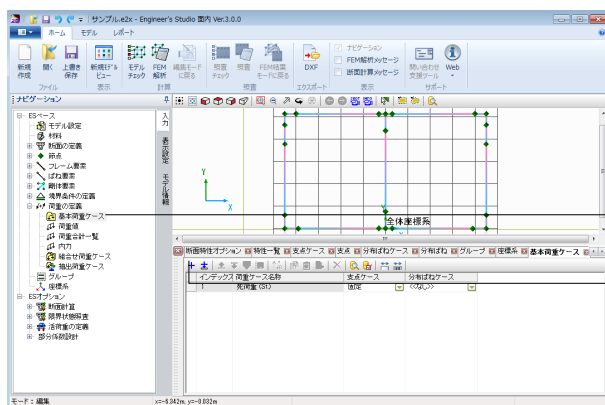 サンプル.e2x - Engineer's Studio 面内 Ver.3.0.0
ホーム モデル レポート
新規作成 開く 上書き保存 新規ﾓﾃﾞﾙビュー モデルチェック FEM解析 編集モードに戻る 照査チェック 照査 FEM結果モードに戻る DXF
ナビゲーション
FEM解析メッセージ
断面計算メッセージ
問い合わせ支援ツール Web
ファイル 表示 計算 照査 エクスポート 表示 サポート
ナビゲーション
ESベース
モデル設定
材料
断面の定義
節点
フレーム要素
ばね要素
剛体要素
境界条件の定義
荷重の定義
基本荷重ケース
荷重値
荷重合計一覧
内力
組合せ荷重ケース
抽出荷重ケース
グループ
座標系
ESオプション
断面計算
限界状態照査
活荷重の定義
部分係数設計
入力
表示設定
モデル情報
Y
X
全体座標系
断面特性オプション 特性一覧 支点ケース 支点 分布ばねケース 分布ばね グループ 座標系 基本荷重ケース
インデックス 荷重ケース名称 支点ケース 分布ばねケース
1 死荷重 (St) 固定 <<なし>>
モード : 編集 x=-6.342m, y=-8.032m